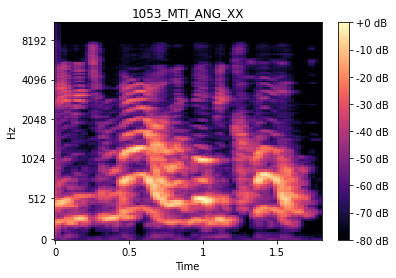 1053_MTI_ANG_XX
+0 dB
8192
-10 dB
4096
-20 dB
-30 dB
Hz
2048
-40 dB
1024
-50 dB
512
-60 dB
-70 dB
0
-80 dB
0
0.5
1
1.5
Time